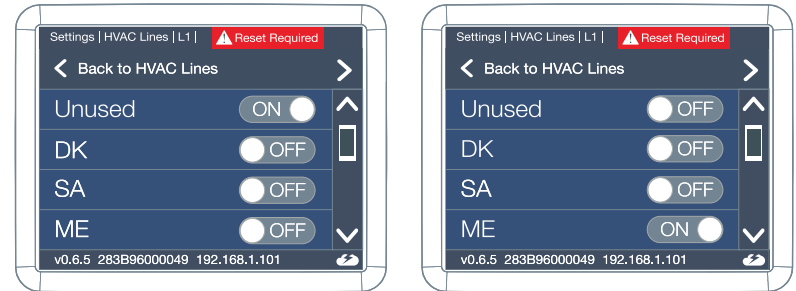 Settings | HVAC Lines | L1 | Reset Required
Back to HVAC Lines
Unused ON
DK OFF
SA OFF
ME OFF
v0.6.5 283B96000049 192.168.1.101
Settings | HVAC Lines | L1 | Reset Required
Back to HVAC Lines
Unused OFF
DK OFF
SA OFF
ME ON
v0.6.5 283B96000049 192.168.1.101